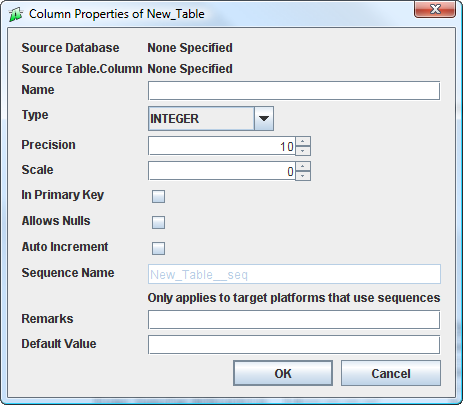 Column Properties of New_Table
Source Database None Specified
Source Table.Column None Specified
Name
Type INTEGER
Precision 10
Scale 0
In Primary Key
Allows Nulls
Auto Increment
Sequence Name New_Table__seq
Only applies to target platforms that use sequences
Remarks
Default Value
OK Cancel